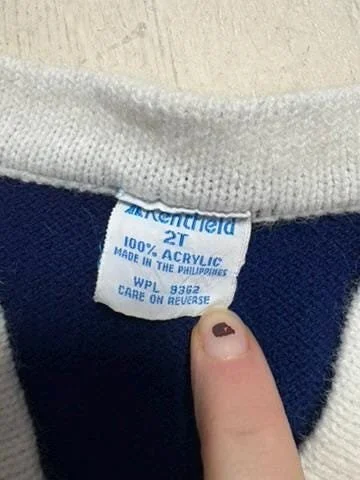 Kentfield
2T
100% ACRYLIC
MADE IN THE PHILIPPINES
WPL 9362
CARE ON REVERSE